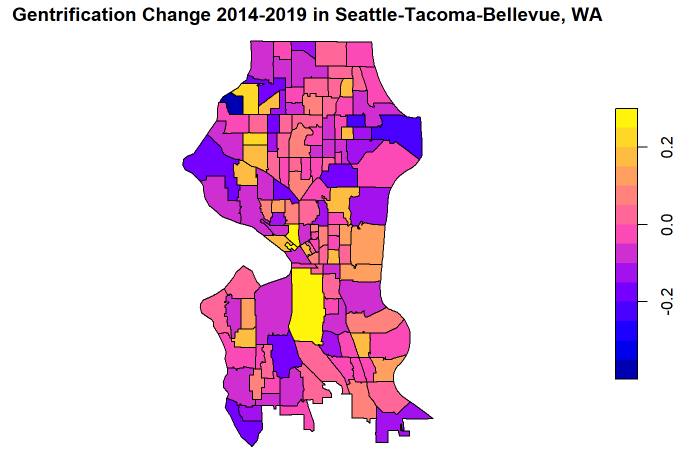 Gentrification Change 2014-2019 in Seattle-Tacoma-Bellevue, WA
0.2
0.0
-0.2